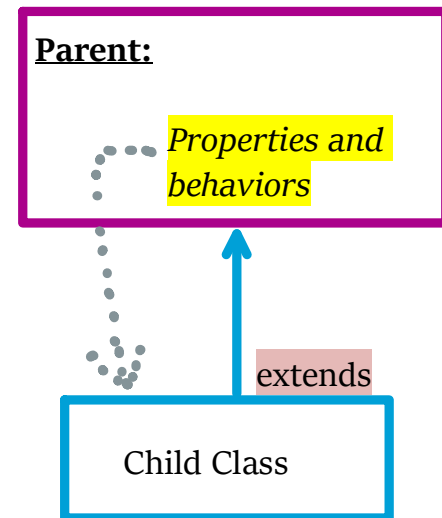 Parent:
Properties and
behaviors
extends
Child Class